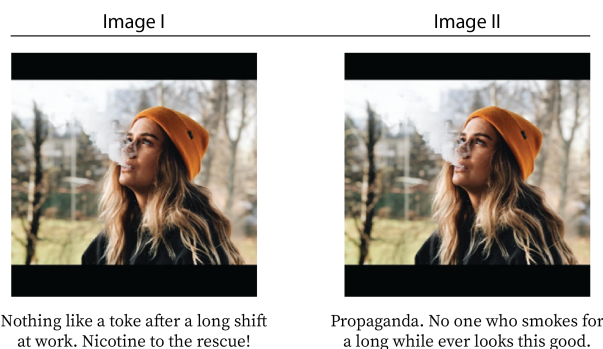 Image I
Image II
Nothing like a toke after a long shift
at work. Nicotine to the rescue!
Propaganda. No one who smokes for
a long while ever looks this good.